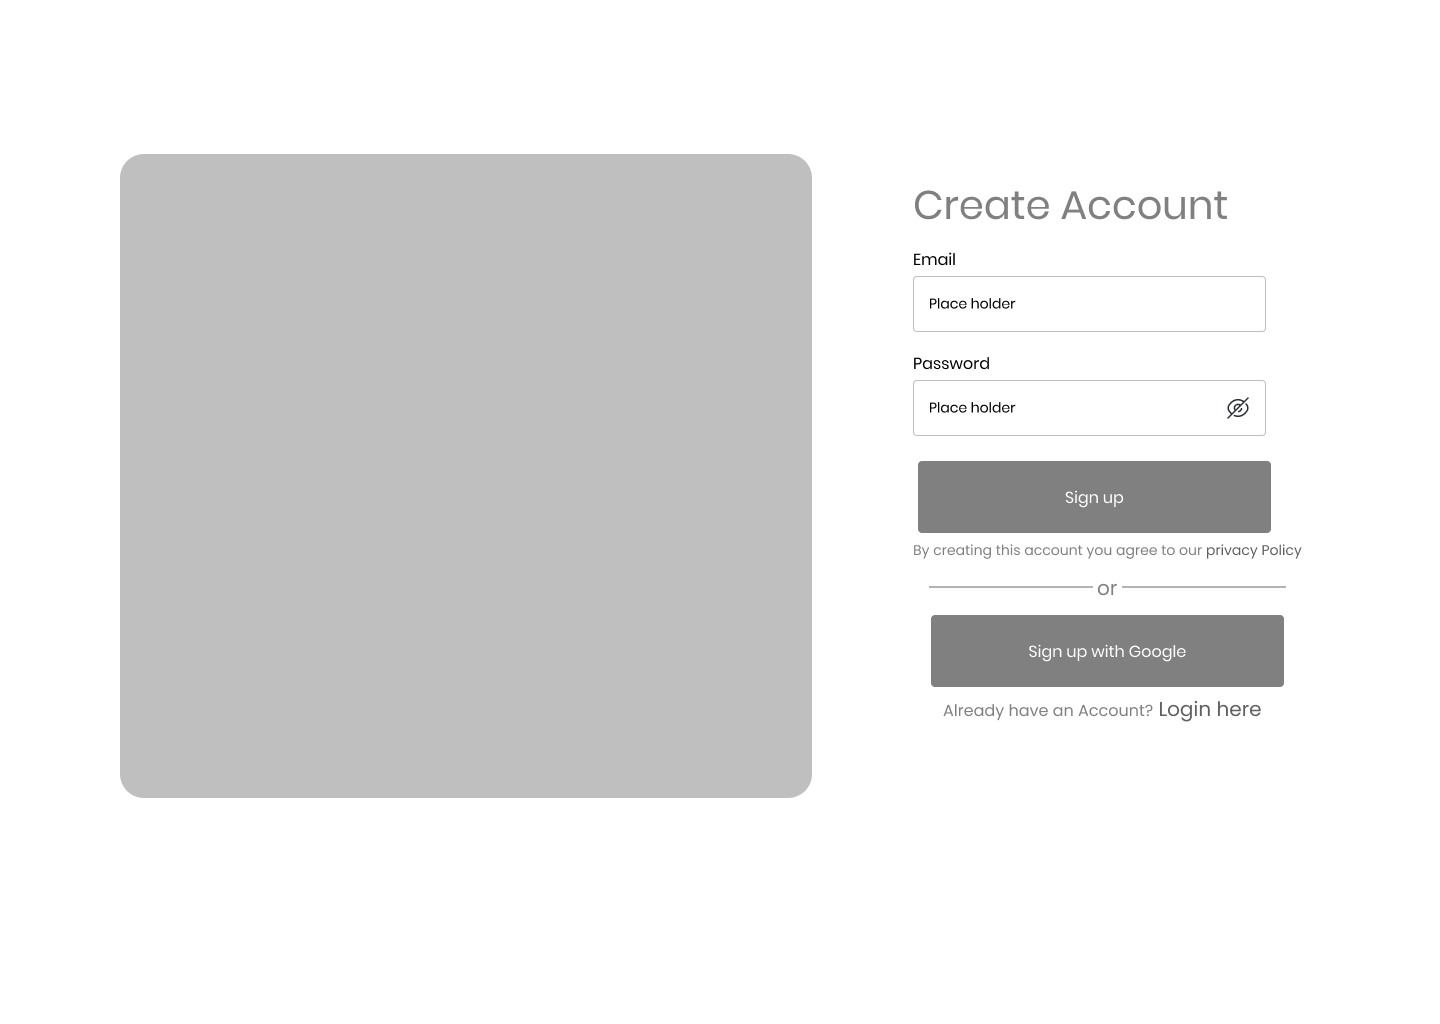 Create Account
Email
Place holder
Password
Place holder
Sign up
By creating this account you agree to our privacy Policy
or
Sign up with Google
Already have an Account? Login here